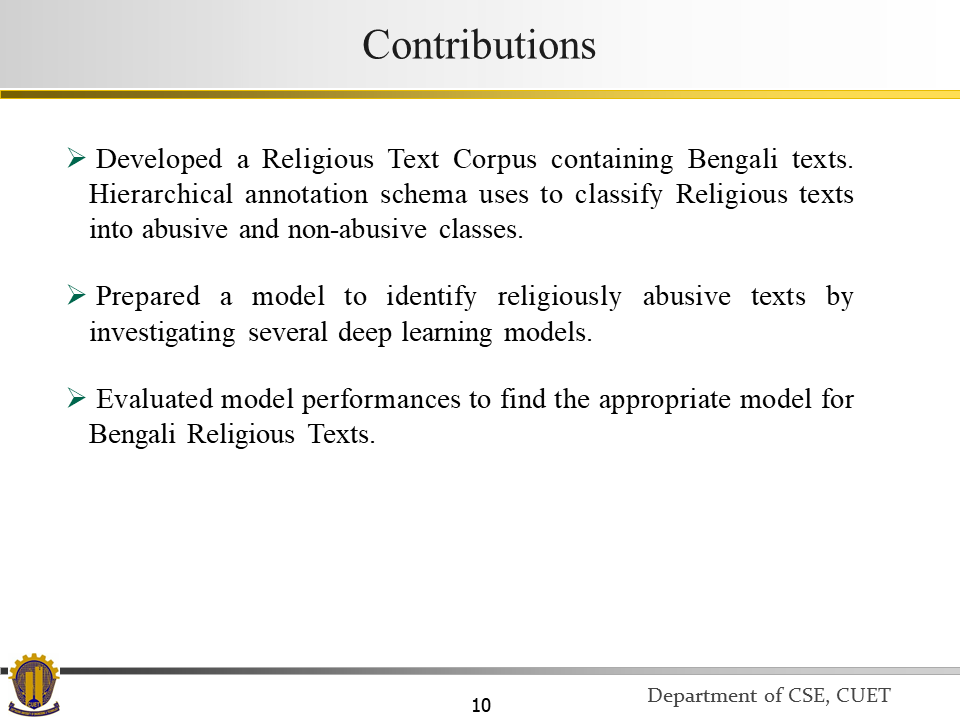 Contributions
➢ Developed a Religious Text Corpus containing Bengali texts.
Hierarchical annotation schema uses to classify Religious texts
into abusive and non-abusive classes.
➢ Prepared a model to identify religiously abusive texts by
investigating several deep learning models.
➢ Evaluated model performances to find the appropriate model for
Bengali Religious Texts.
CUET
10
Department of CSE, CUET